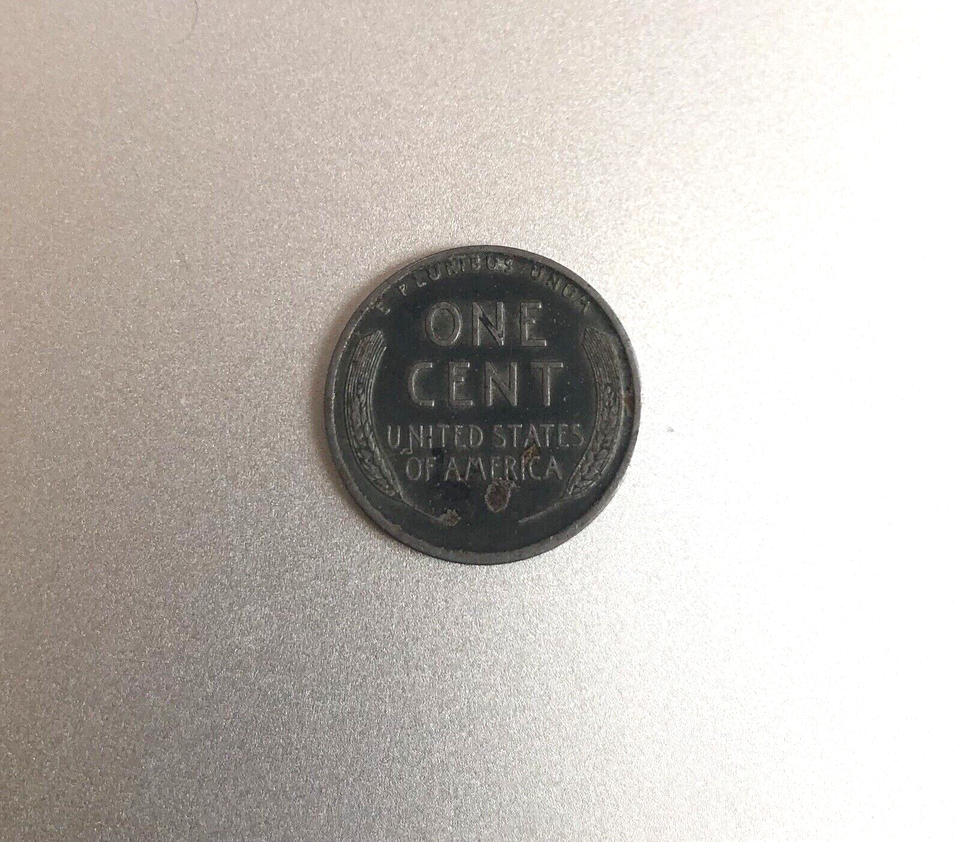 E PLURIBUS UNUM
ONE
CENT
UNITED STATES
OF AMERICA